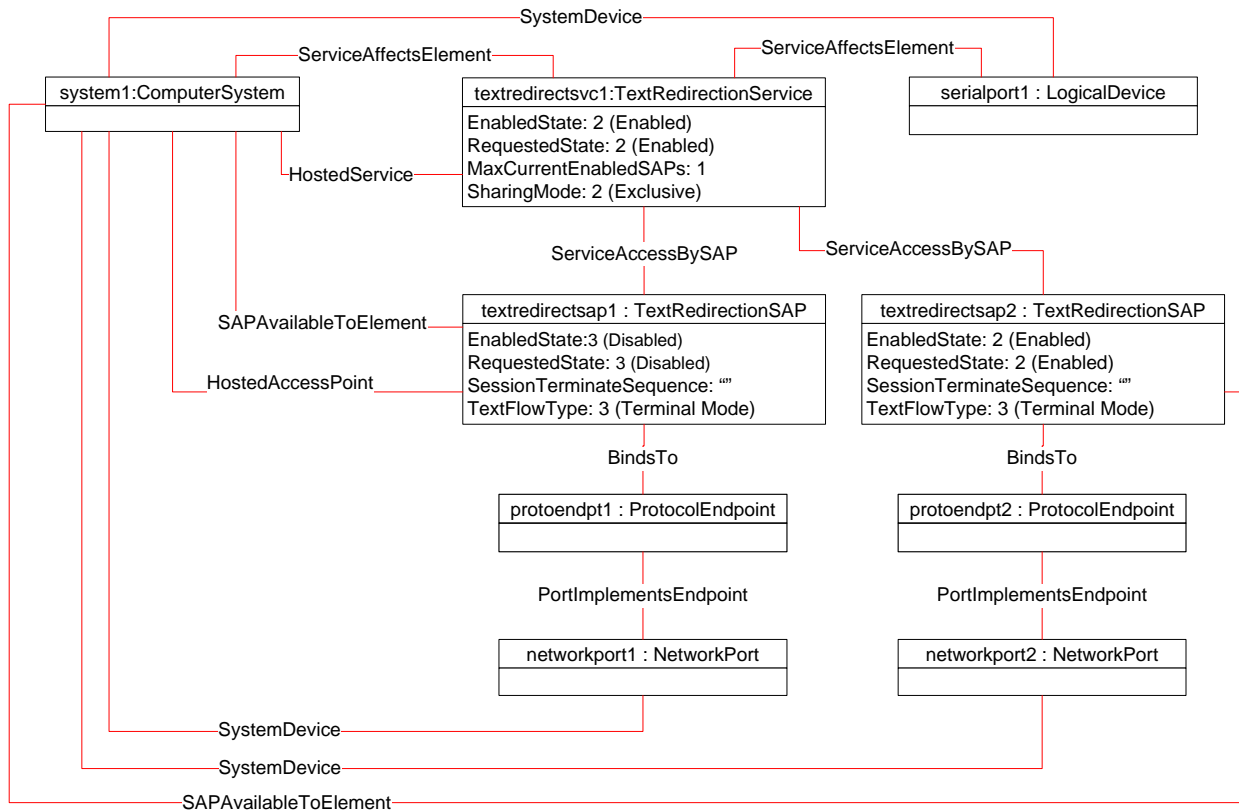 SystemDevice
ServiceAffectsElement
ServiceAffectsElement
system1:ComputerSystem
textredirectsvc1:TextRedirectionService
serialport1 : LogicalDevice
EnabledState: 2 (Enabled)
RequestedState: 2 (Enabled)
MaxCurrentEnabledSAPs: 1
SharingMode: 2 (Exclusive)
HostedService
ServiceAccessBySAP
ServiceAccessBySAP
textredirectsap1 : TextRedirectionSAP
EnabledState:3 (Disabled)
RequestedState: 3 (Disabled)
SessionTerminateSequence: “”
TextFlowType: 3 (Terminal Mode)
textredirectsap2 : TextRedirectionSAP
EnabledState: 2 (Enabled)
RequestedState: 2 (Enabled)
SessionTerminateSequence: “”
TextFlowType: 3 (Terminal Mode)
SAPAvailableToElement
HostedAccessPoint
BindsTo
BindsTo
protoendpt1 : ProtocolEndpoint
protoendpt2 : ProtocolEndpoint
PortImplementsEndpoint
PortImplementsEndpoint
networkport1 : NetworkPort
networkport2 : NetworkPort
SystemDevice
SystemDevice
SAPAvailableToElement